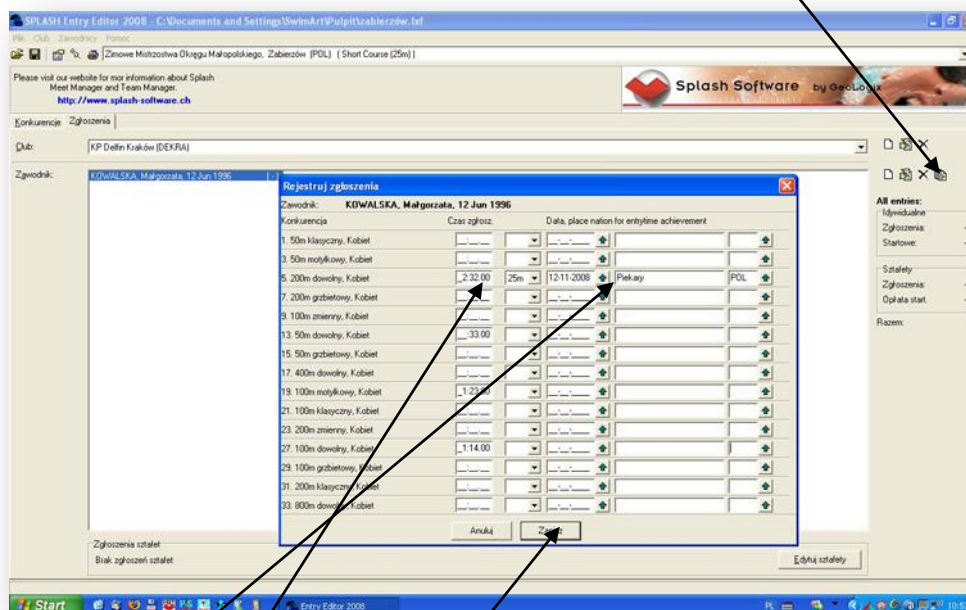 SPLASH Entry Editor 2008 - C:\Documents and Settings\SwimArt\Pulpit\zabierzów.lxf
Plik Club Zawodnicy Pomoc
Zimowe Mistrzostwa Okręgu Małopolskiego, Zabierzów (POL) (Short Course (25m))
Please visit our website for mor information about Splash
Meet Manager and Team Manager.
http://www.splash-software.ch
Splash Software by GeoLogix
Konkurencje Zgłoszenia
Club: KP Delfin Kraków (DEKRA)
Zawodnik: KOWALSKA, Małgorzata, 12 Jun 1996 (-)
Rejestruj zgłoszenia
Zawodnik: KOWALSKA, Małgorzata, 12 Jun 1996
Konkurencja Czas zgłosz. Data, place nation for entrytime achievement
1. 50m klasyczny, Kobiet
3. 50m motylkowy, Kobiet
5. 200m dowolny, Kobiet _2:32.00 25m 12-11-2008 Piekary POL
7. 200m grzbietowy, Kobiet
9. 100m zmienny, Kobiet
13. 50m dowolny, Kobiet __:33.00
15. 50m grzbietowy, Kobiet
17. 400m dowolny, Kobiet
19. 100m motylkowy, Kobiet
21. 100m klasyczny, Kobiet
23. 200m zmienny, Kobiet
27. 100m dowolny, Kobiet _1:14.00
29. 100m grzbietowy, Kobiet
31. 200m klasyczny, Kobiet
33. 800m dowolny, Kobiet
Anuluj
All entries:
Idywidualne
Zgłoszenia:
Startowe:
Sztafety
Zgłoszenia:
Opłata start.
Razem:
Zgłoszenia sztafet
Brak zgłoszeń sztafet
Edytuj sztafety
Start Entry Editor 2008 PL